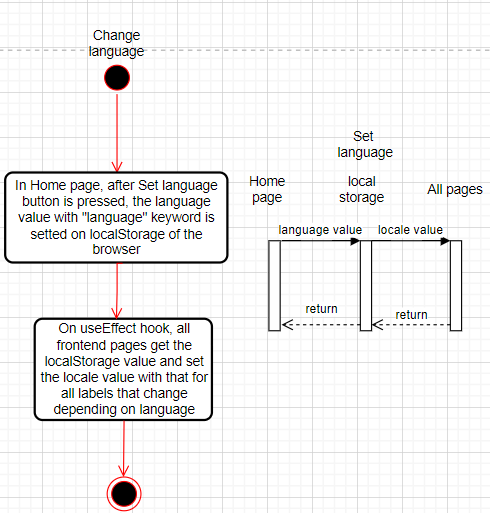 Change
language
In Home page, after Set language
button is pressed, the language
value with "language" keyword is
setted on localStorage of the
browser
On useEffect hook, all
frontend pages get the
localStorage value and set
the locale value with that for
all labels that change
depending on language
Set
language
Home
page
local
storage
All pages
language value
locale value
return
return